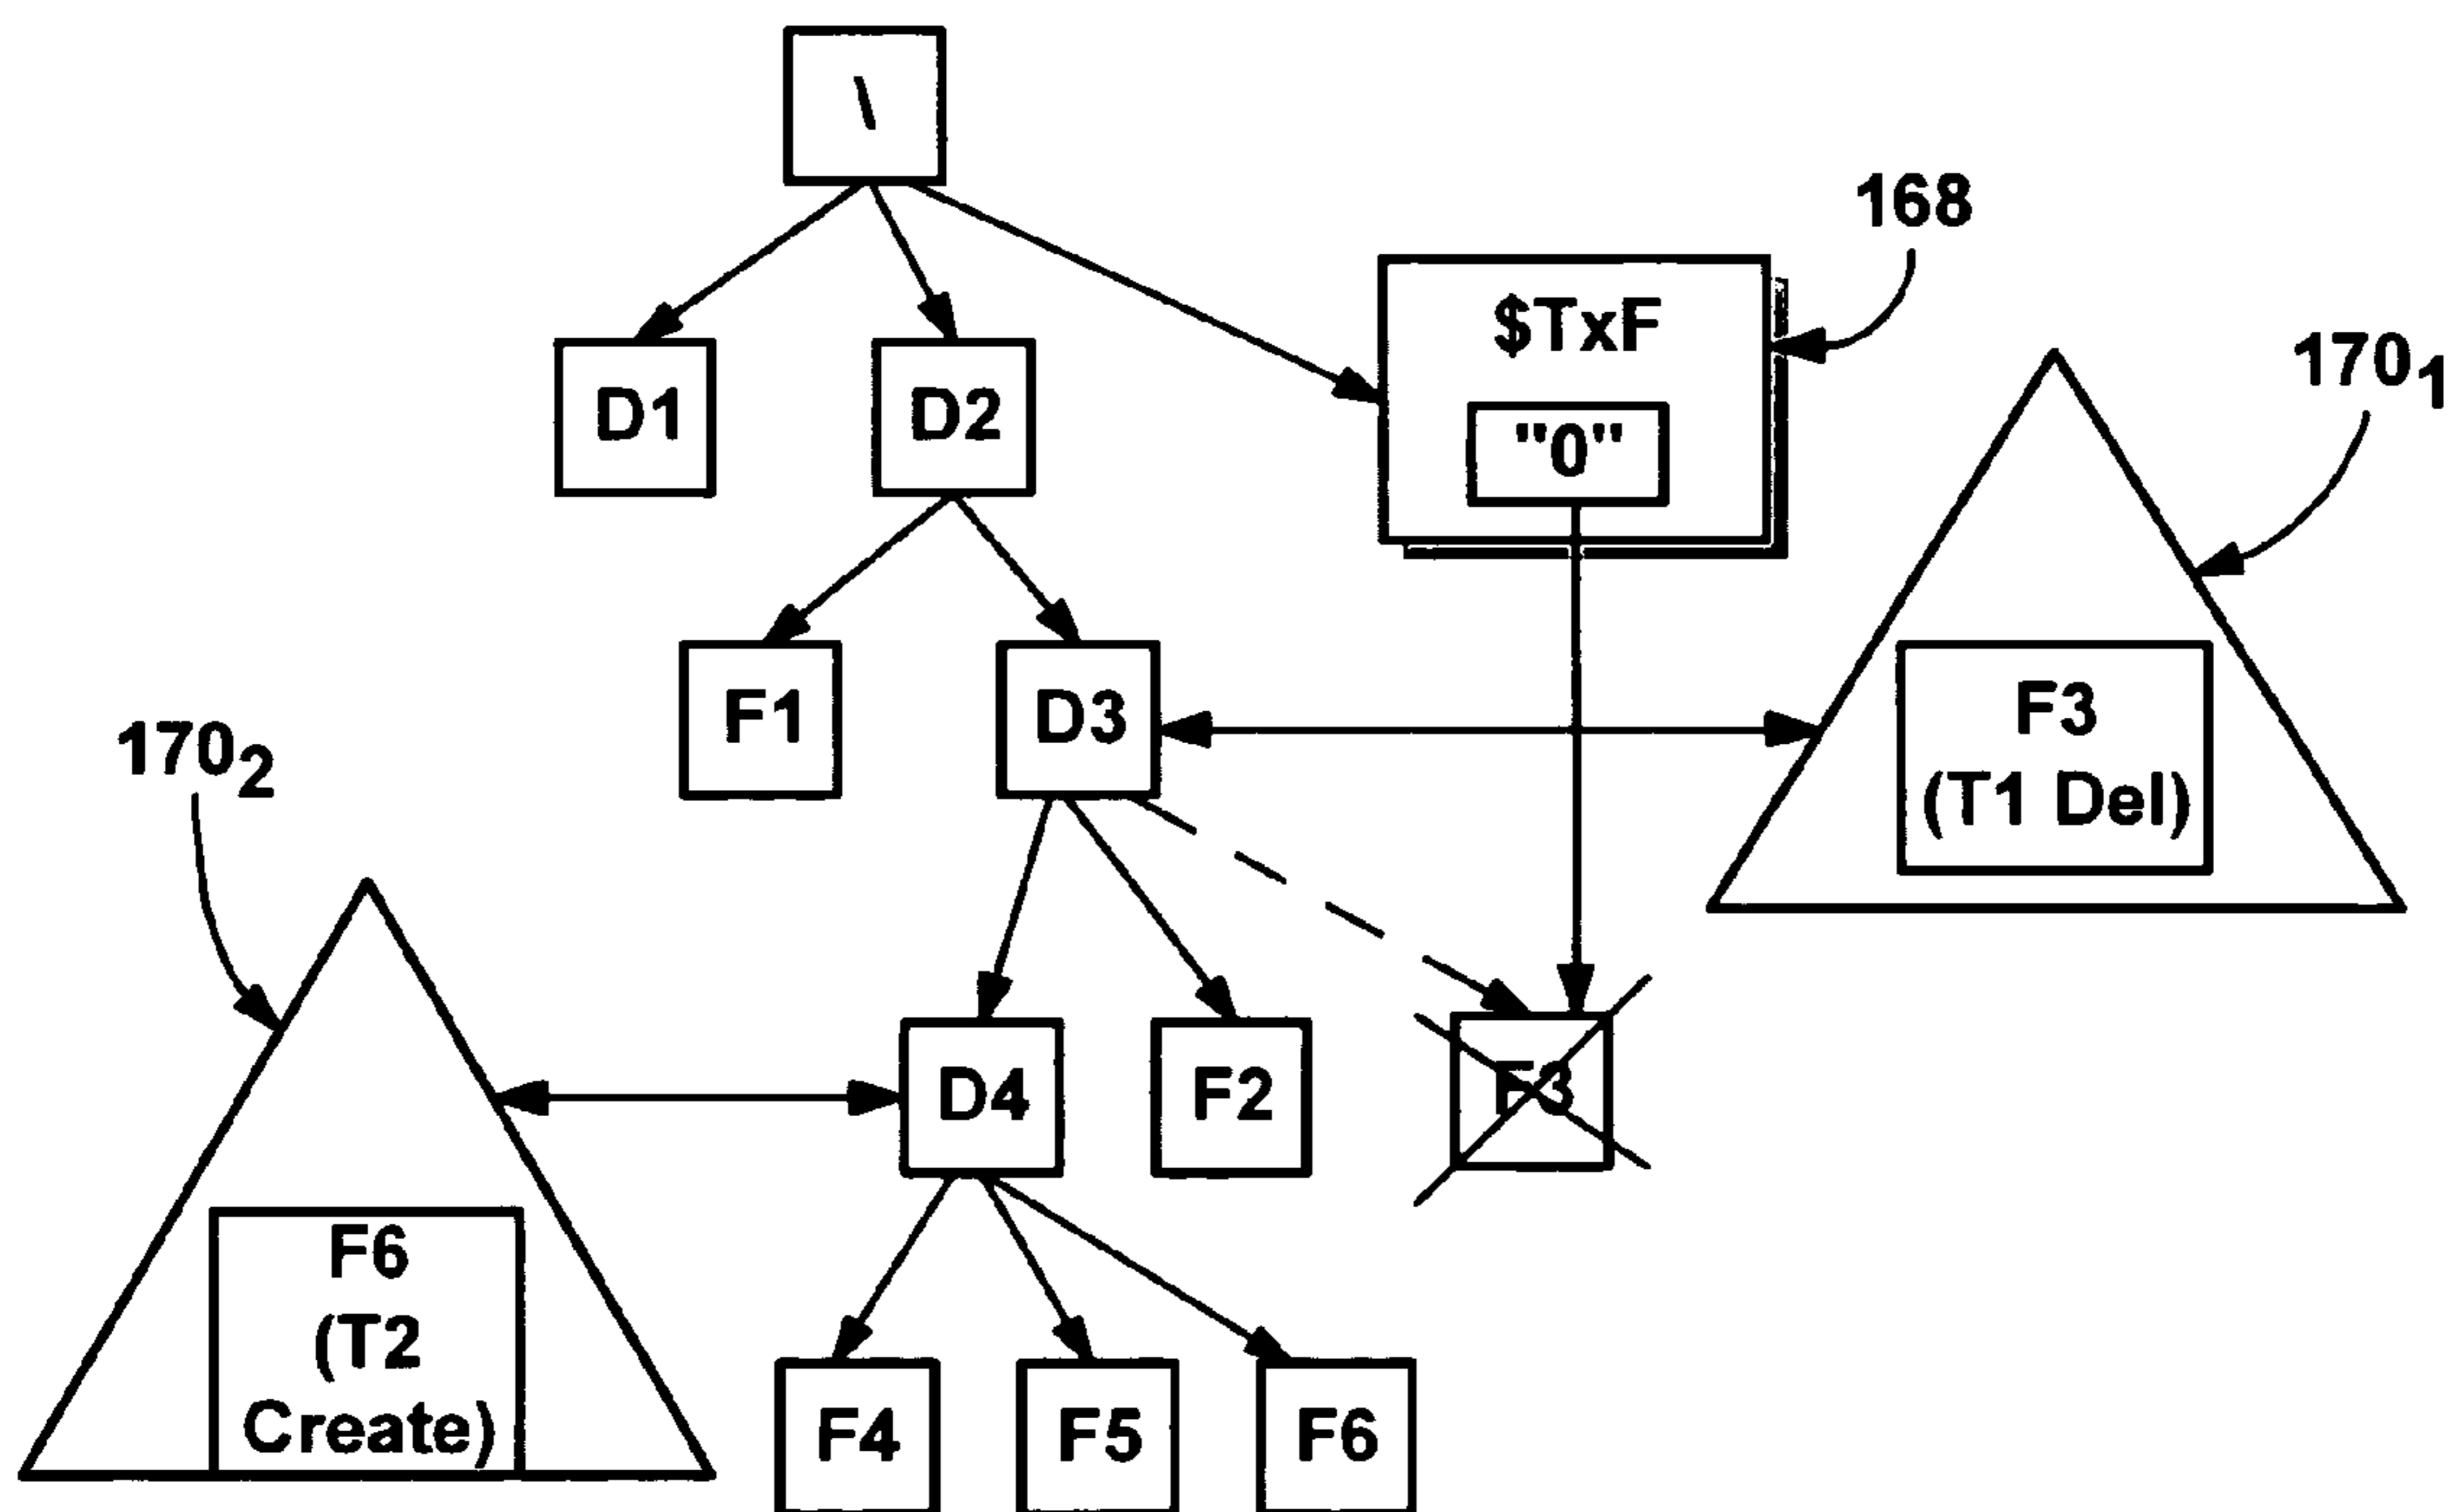 \
168
$TxF
170₁
D1
D2
"0"
F1
D3
F3
(T1 Del)
170₂
D4
F2
F3
F6
(T2
Create)
F4
F5
F6